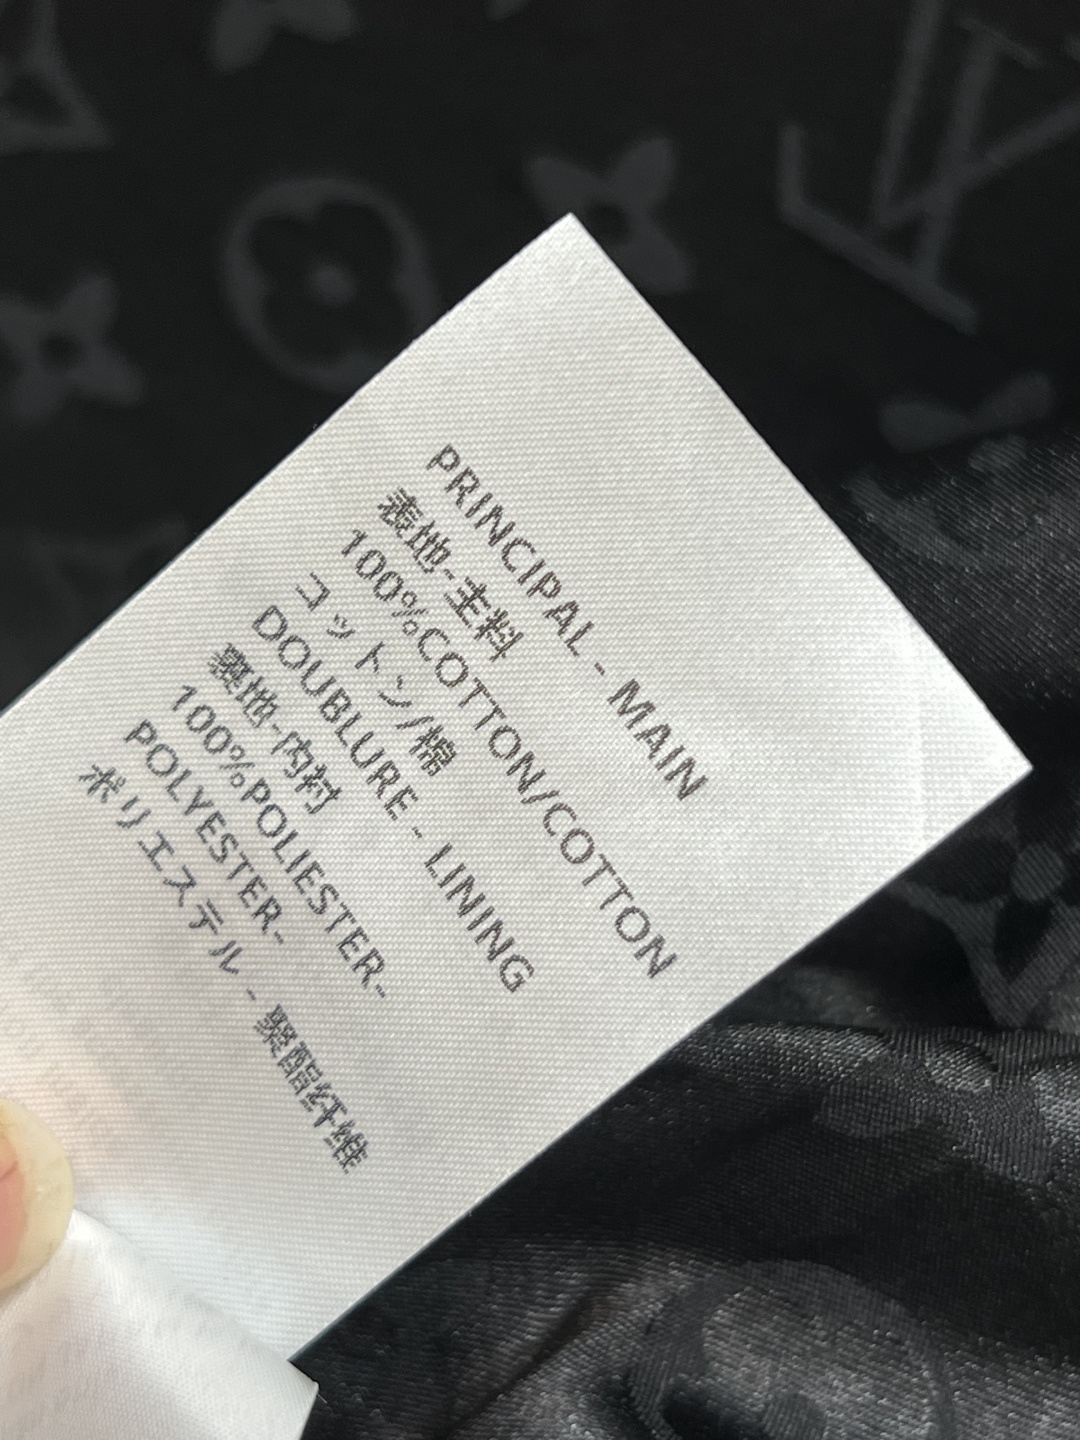 PRINCIPAL - MAIN
表地-主料
100%COTTON/COTTON
コットン/棉
DOUBLURE - LINING
裏地-内衬
100%POLIESTER-
POLYESTER-
ポリエステル - 聚酯纤维